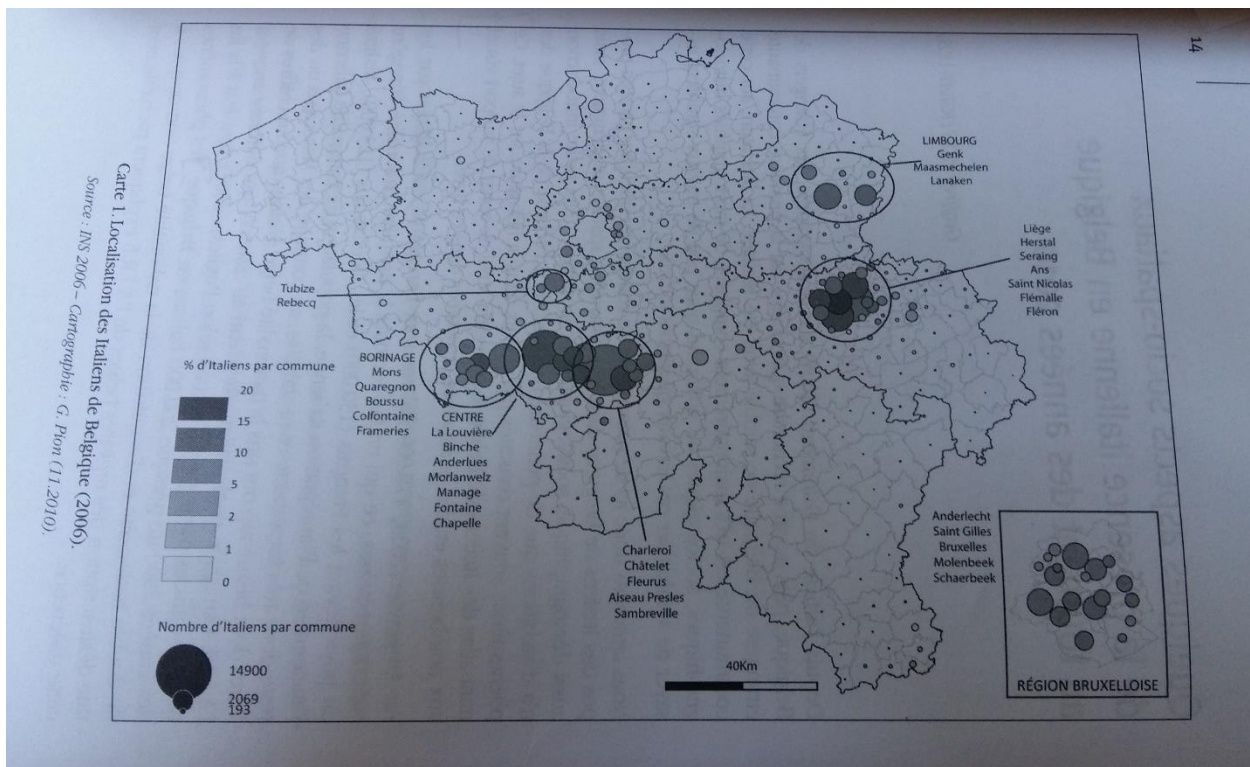 14
LIMBOURG
Genk
Maasmechelen
Lanaken
Liège
Herstal
Seraing
Ans
Saint Nicolas
Flémalle
Fléron
Tubize
Rebecq
BORINAGE
Mons
Quaregnon
Boussu
Colfontaine
Frameries
CENTRE
La Louvière
Binche
Anderlues
Morlanwelz
Manage
Fontaine
Chapelle
Charleroi
Châtelet
Fleurus
Aiseau Presles
Sambreville
Anderlecht
Saint Gilles
Bruxelles
Molenbeek
Schaerbeek
RÉGION BRUXELLOISE
% d'Italiens par commune
20
15
10
5
2
1
0
Nombre d'Italiens par commune
14900
2069
193
40Km
Carte 1. Localisation des Italiens de Belgique (2006).
Source : INS 2006 – Cartographie : G. Pion (11.2010).